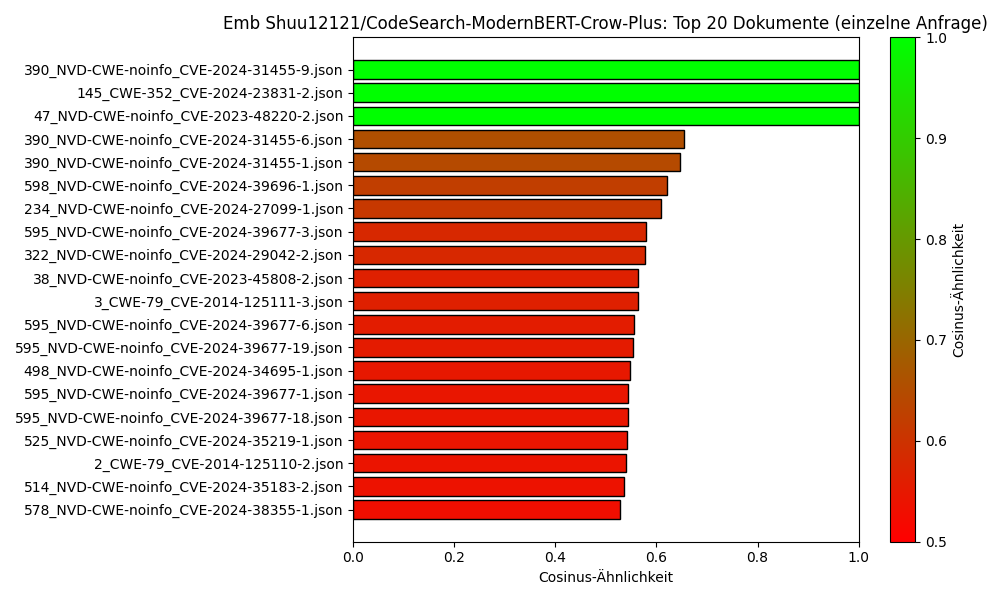 Emb Shuu12121/CodeSearch-ModernBERT-Crow-Plus: Top 20 Dokumente (einzelne Anfrage)
390_NVD-CWE-noinfo_CVE-2024-31455-9.json
145_CWE-352_CVE-2024-23831-2.json
47_NVD-CWE-noinfo_CVE-2023-48220-2.json
390_NVD-CWE-noinfo_CVE-2024-31455-6.json
390_NVD-CWE-noinfo_CVE-2024-31455-1.json
598_NVD-CWE-noinfo_CVE-2024-39696-1.json
234_NVD-CWE-noinfo_CVE-2024-27099-1.json
595_NVD-CWE-noinfo_CVE-2024-39677-3.json
322_NVD-CWE-noinfo_CVE-2024-29042-2.json
38_NVD-CWE-noinfo_CVE-2023-45808-2.json
3_CWE-79_CVE-2014-125111-3.json
595_NVD-CWE-noinfo_CVE-2024-39677-6.json
595_NVD-CWE-noinfo_CVE-2024-39677-19.json
498_NVD-CWE-noinfo_CVE-2024-34695-1.json
595_NVD-CWE-noinfo_CVE-2024-39677-1.json
595_NVD-CWE-noinfo_CVE-2024-39677-18.json
525_NVD-CWE-noinfo_CVE-2024-35219-1.json
2_CWE-79_CVE-2014-125110-2.json
514_NVD-CWE-noinfo_CVE-2024-35183-2.json
578_NVD-CWE-noinfo_CVE-2024-38355-1.json
0.0 0.2 0.4 0.6 0.8 1.0
Cosinus-Ähnlichkeit
1.0
0.9
0.8
0.7
0.6
0.5
Cosinus-Ähnlichkeit